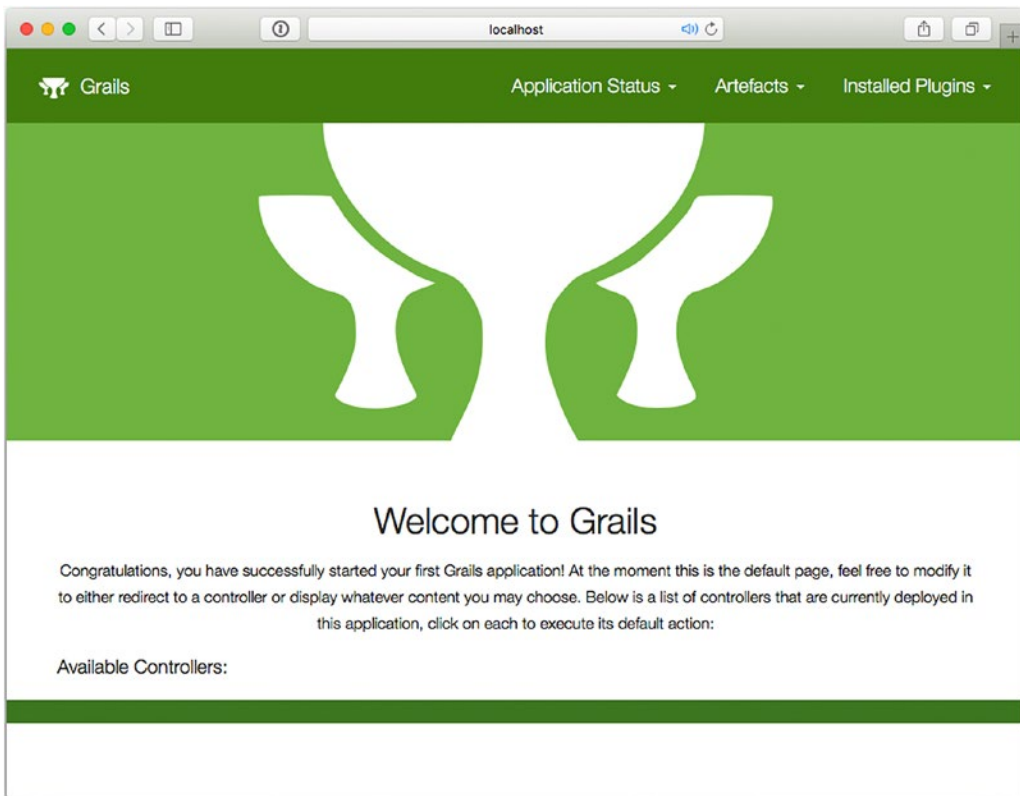 localhost
Grails
Application Status
Artefacts
Installed Plugins
Welcome to Grails
Congratulations, you have successfully started your first Grails application! At the moment this is the default page, feel free to modify it
to either redirect to a controller or display whatever content you may choose. Below is a list of controllers that are currently deployed in
this application, click on each to execute its default action:
Available Controllers: